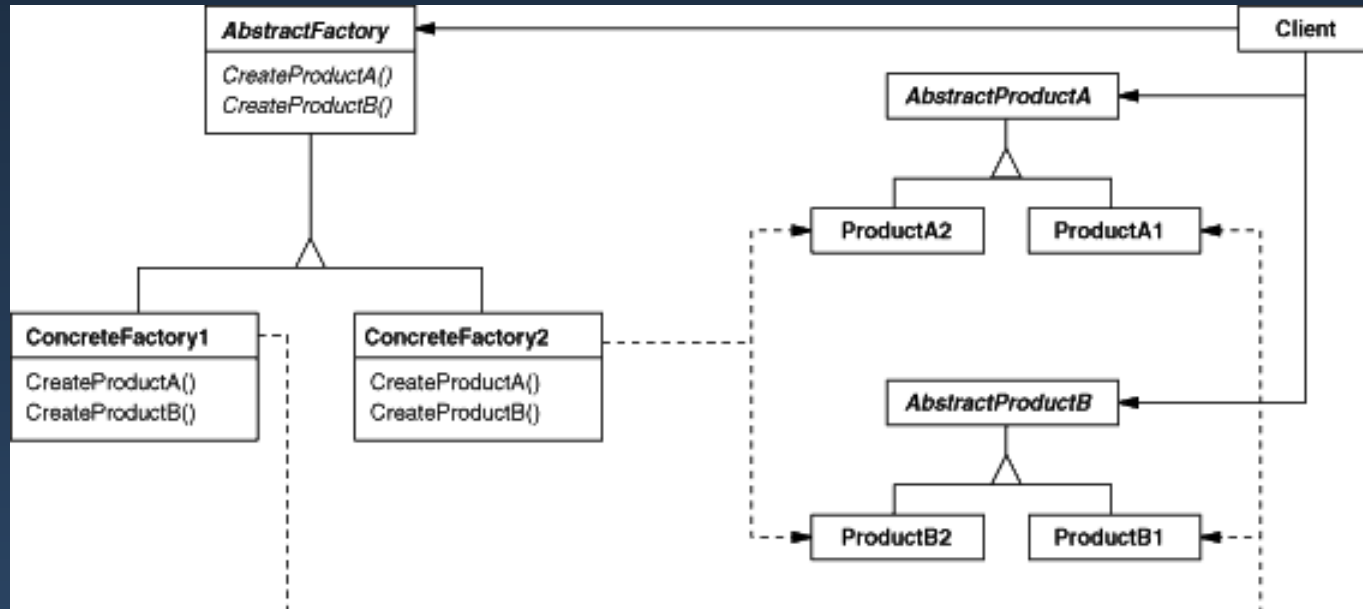 AbstractFactory
CreateProductA()
CreateProductB()
Client
AbstractProductA
ProductA2
ProductA1
ConcreteFactory1
CreateProductA()
CreateProductB()
ConcreteFactory2
CreateProductA()
CreateProductB()
AbstractProductB
ProductB2
ProductB1